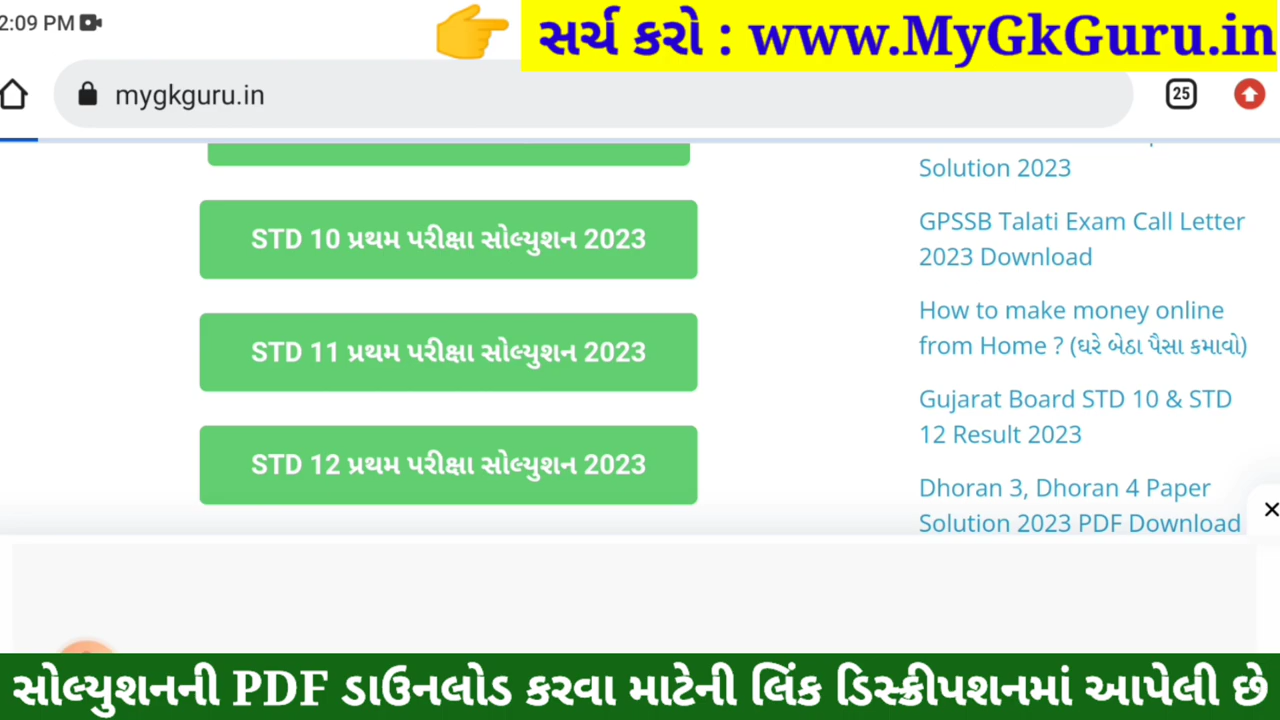 2:09 PM
👉 સર્ચ કરો : www.MyGkGuru.in
mygkguru.in
25
STD 10 પ્રથમ પરીક્ષા સોલ્યુશન 2023
STD 11 પ્રથમ પરીક્ષા સોલ્યુશન 2023
STD 12 પ્રથમ પરીક્ષા સોલ્યુશન 2023
Solution 2023
GPSSB Talati Exam Call Letter
2023 Download
How to make money online
from Home ? (ઘરે બેઠા પૈસા કમાવો)
Gujarat Board STD 10 & STD
12 Result 2023
Dhoran 3, Dhoran 4 Paper
Solution 2023 PDF Download
સોલ્યુશનની PDF ડાઉનલોડ કરવા માટેની લિંક ડિસ્ક્રીપશનમાં આપેલી છે